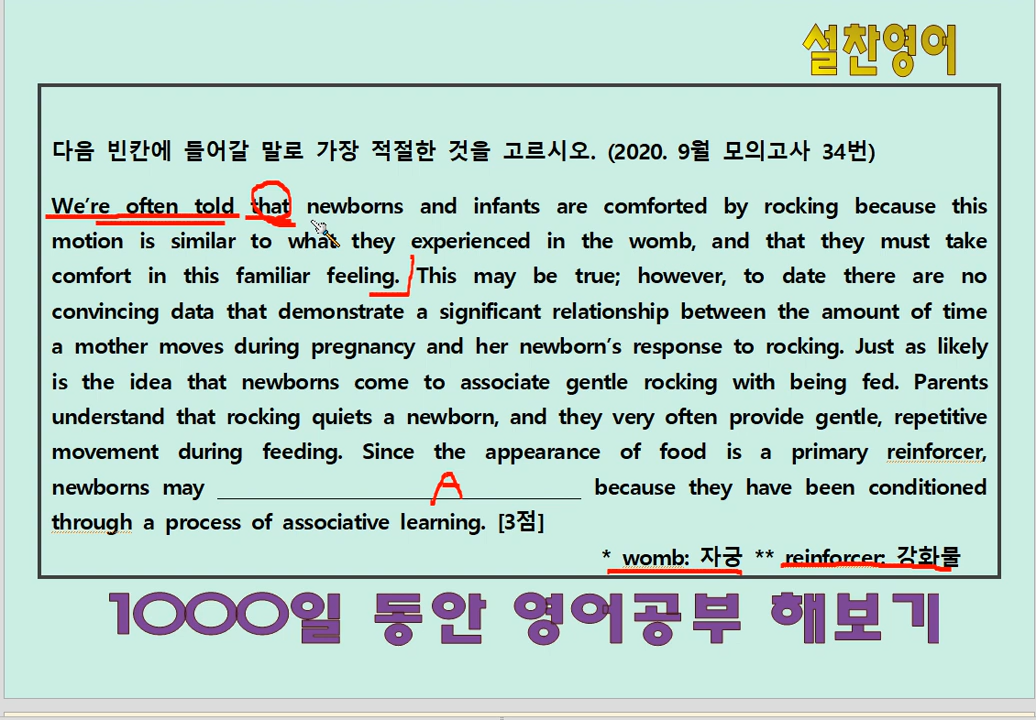 설찬영어
다음 빈칸에 들어갈 말로 가장 적절한 것을 고르시오. (2020. 9월 모의고사 34번)
We're often told that newborns and infants are comforted by rocking because this
motion is similar to what they experienced in the womb, and that they must take
comfort in this familiar feeling. This may be true; however, to date there are no
convincing data that demonstrate a significant relationship between the amount of time
a mother moves during pregnancy and her newborn's response to rocking. Just as likely
is the idea that newborns come to associate gentle rocking with being fed. Parents
understand that rocking quiets a newborn, and they very often provide gentle, repetitive
movement during feeding. Since the appearance of food is a primary reinforcer,
newborns may A because they have been conditioned
through a process of associative learning. [3점]
* womb: 자궁 ** reinforcer: 강화물
1000일 동안 영어공부 해보기